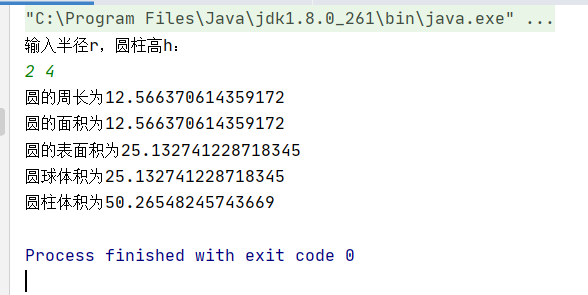 "C:\Program Files\Java\jdk1.8.0_261\bin\java.exe" ...
输入半径r，圆柱高h：
2 4
圆的周长为12.566370614359172
圆的面积为12.566370614359172
圆的表面积为25.132741228718345
圆球体积为25.132741228718345
圆柱体积为50.26548245743669
Process finished with exit code 0